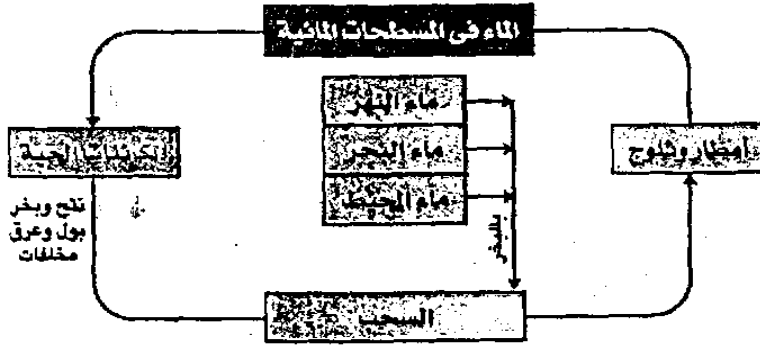 الماء فى المسطحات المائية
ماء النهر
ماء البحر
ماء المحيط
أمطار وثلوج
الكائنات الحية
نتح وبخر
بول وعرق
مخلفات
بالبخر
السحب